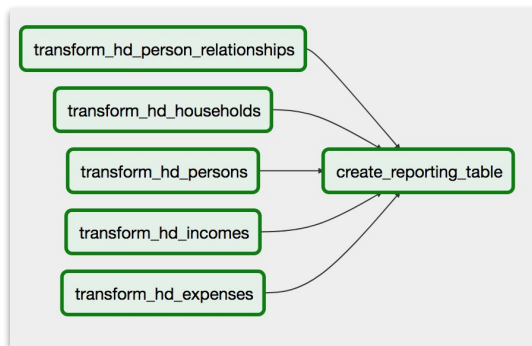 transform_hd_person_relationships
transform_hd_households
transform_hd_persons
create_reporting_table
transform_hd_incomes
transform_hd_expenses